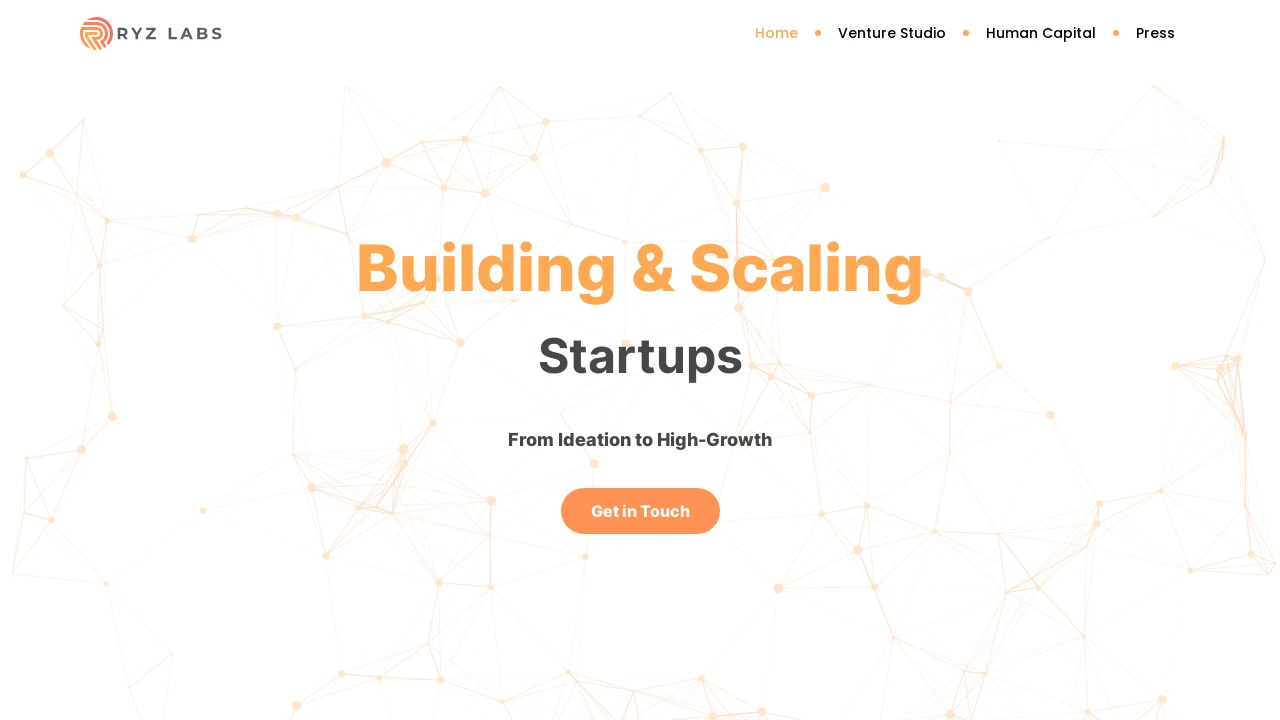 RYZ LABS
Home
Venture Studio
Human Capital
Press
Building & Scaling
Startups
From Ideation to High-Growth
Get in Touch